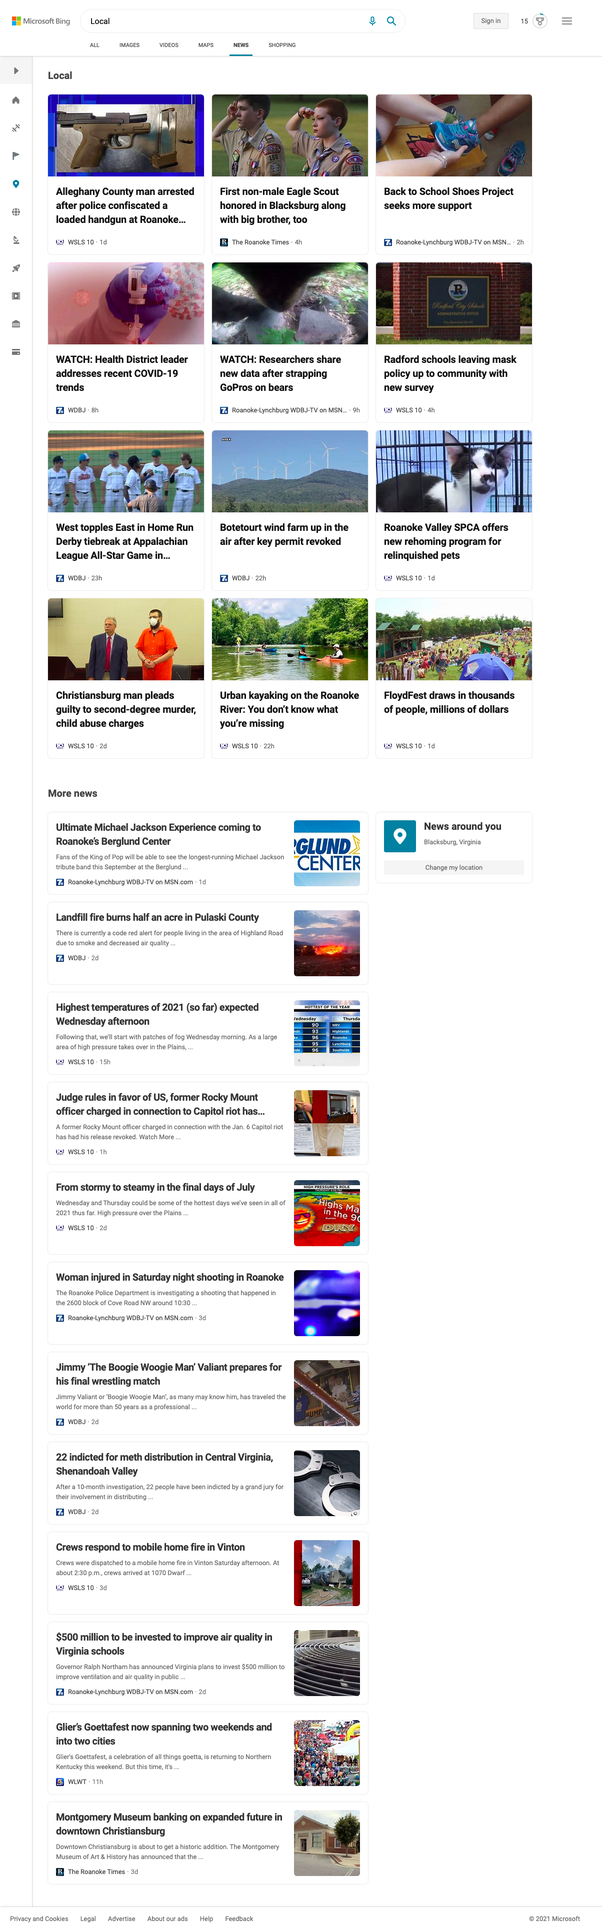 Microsoft Bing
Local
Sign in
15
ALL IMAGES VIDEOS MAPS NEWS SHOPPING
Local
Alleghany County man arrested
after police confiscated a
loaded handgun at Roanoke...
WSLS 10 · 1d
First non-male Eagle Scout
honored in Blacksburg along
with big brother, too
The Roanoke Times · 4h
Back to School Shoes Project
seeks more support
Roanoke-Lynchburg WDBJ-TV on MSN... · 2h
WATCH: Health District leader
addresses recent COVID-19
trends
WDBJ · 8h
WATCH: Researchers share
new data after strapping
GoPros on bears
Roanoke-Lynchburg WDBJ-TV on MSN... · 9h
Radford City Schools
Radford schools leaving mask
policy up to community with
new survey
WSLS 10 · 4h
West topples East in Home Run
Derby tiebreak at Appalachian
League All-Star Game in...
WDBJ · 23h
Botetourt wind farm up in the
air after key permit revoked
WDBJ · 22h
Roanoke Valley SPCA offers
new rehoming program for
relinquished pets
WSLS 10 · 1d
Christiansburg man pleads
guilty to second-degree murder,
child abuse charges
WSLS 10 · 2d
Urban kayaking on the Roanoke
River: You don't know what
you're missing
WSLS 10 · 22h
FloydFest draws in thousands
of people, millions of dollars
WSLS 10 · 1d
More news
Ultimate Michael Jackson Experience coming to
Roanoke's Berglund Center
Fans of the King of Pop will be able to see the longest-running Michael Jackson
tribute band this September at the Berglund ...
Roanoke-Lynchburg WDBJ-TV on MSN.com · 1d
GLUND
CENTER
News around you
Blacksburg, Virginia
Change my location
Landfill fire burns half an acre in Pulaski County
There is currently a code red alert for people living in the area of Highland Road
due to smoke and decreased air quality ...
WDBJ · 2d
Highest temperatures of 2021 (so far) expected
Wednesday afternoon
Following that, we'll start with patches of fog Wednesday morning. As a large
area of high pressure takes over in the Plains, ...
WSLS 10 · 15h
HOTTEST OF THE YEAR
Judge rules in favor of US, former Rocky Mount
officer charged in connection to Capitol riot has...
A former Rocky Mount officer charged in connection with the Jan. 6 Capitol riot
has had his release revoked. Watch More ...
WSLS 10 · 1h
From stormy to steamy in the final days of July
Wednesday and Thursday could be some of the hottest days we've seen in all of
2021 thus far. High pressure over the Plains ...
WSLS 10 · 2d
HIGH PRESSURE'S ROLE
Highs Ma
in the 90
DRY
Woman injured in Saturday night shooting in Roanoke
The Roanoke Police Department is investigating a shooting that happened in
the 2600 block of Cove Road NW around 10:30 ...
Roanoke-Lynchburg WDBJ-TV on MSN.com · 3d
Jimmy 'The Boogie Woogie Man' Valiant prepares for
his final wrestling match
Jimmy Valiant or 'Boogie Woogie Man', as many may know him, has traveled the
world for more than 50 years as a professional ...
WDBJ · 2d
22 indicted for meth distribution in Central Virginia,
Shenandoah Valley
After a 10-month investigation, 22 people have been indicted by a grand jury for
their involvement in distributing ...
WDBJ · 2d
Crews respond to mobile home fire in Vinton
Crews were dispatched to a mobile home fire in Vinton Saturday afternoon. At
about 2:30 p.m., crews arrived at 1070 Dwarf ...
WSLS 10 · 3d
$500 million to be invested to improve air quality in
Virginia schools
Governor Ralph Northam has announced Virginia plans to invest $500 million to
improve ventilation and air quality in public ...
Roanoke-Lynchburg WDBJ-TV on MSN.com · 2d
Glier's Goettafest now spanning two weekends and
into two cities
Glier's Goettafest, a celebration of all things goetta, is returning to Northern
Kentucky this weekend. But this time, it's ...
WLWT · 11h
Montgomery Museum banking on expanded future in
downtown Christiansburg
Downtown Christiansburg is about to get a historic addition. The Montgomery
Museum of Art & History has announced that the ...
The Roanoke Times · 3d
Privacy and Cookies Legal Advertise About our ads Help Feedback
© 2021 Microsoft